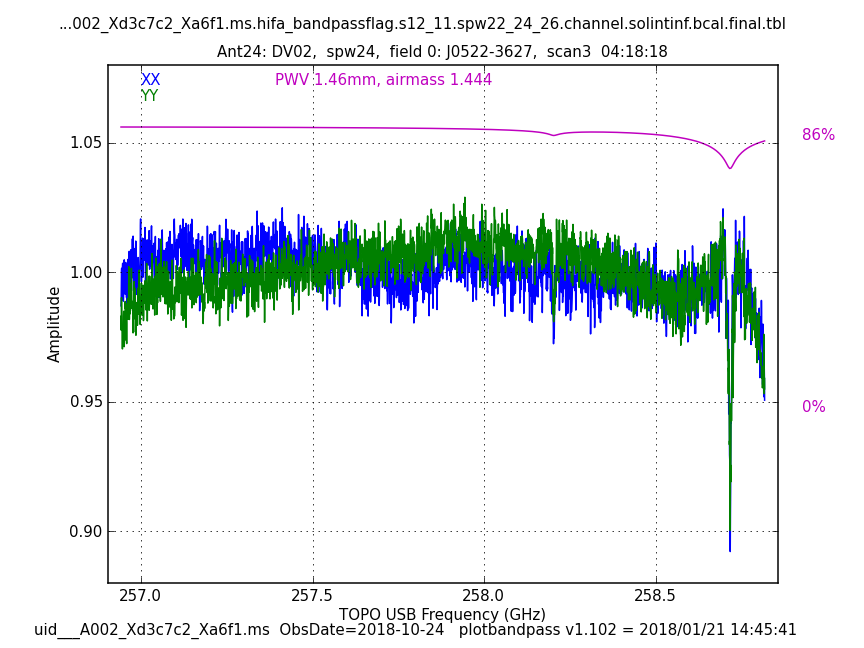 ...002_Xd3c7c2_Xa6f1.ms.hifa_bandpassflag.s12_11.spw22_24_26.channel.solintinf.bcal.final.tbl
Ant24: DV02, spw24, field 0: J0522-3627, scan3 04:18:18
XX
YY
PWV 1.46mm, airmass 1.444
86%
0%
1.05
1.00
0.95
0.90
Amplitude
257.0 257.5 258.0 258.5
TOPO USB Frequency (GHz)
uid___A002_Xd3c7c2_Xa6f1.ms ObsDate=2018-10-24 plotbandpass v1.102 = 2018/01/21 14:45:41